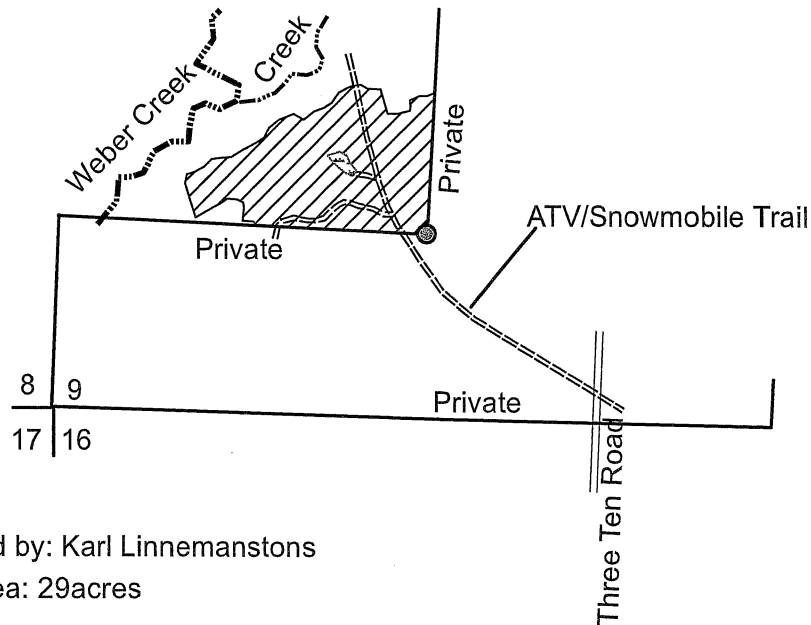 Weber Creek
Creek
Private
ATV/Snowmobile Trail
Private
8 9
Private
17 16
Three Ten Road
d by: Karl Linnemanstons
ea: 29acres